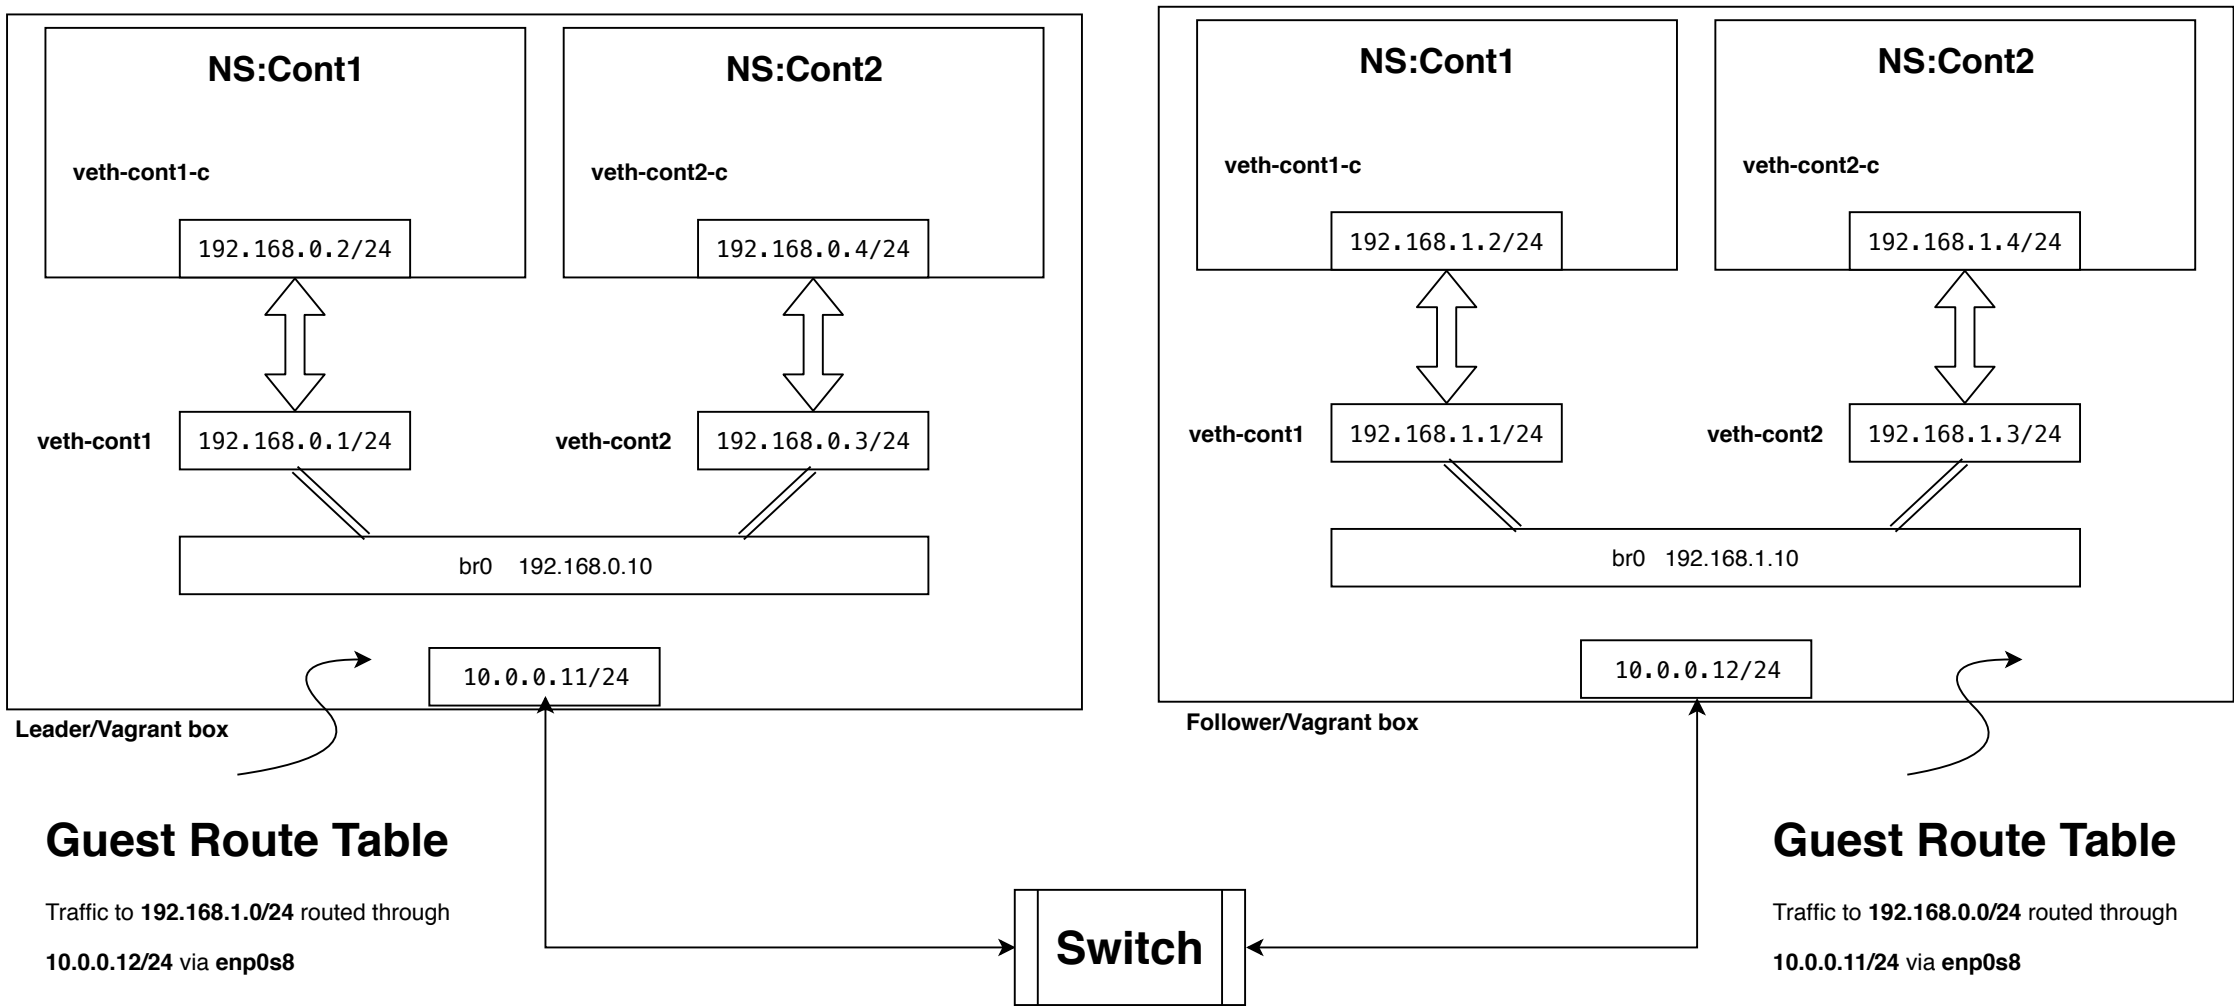 NS:Cont1
NS:Cont2
veth-cont1-c
veth-cont2-c
192.168.0.2/24
192.168.0.4/24
veth-cont1
192.168.0.1/24
veth-cont2
192.168.0.3/24
br0 192.168.0.10
10.0.0.11/24
Leader/Vagrant box
NS:Cont1
NS:Cont2
veth-cont1-c
veth-cont2-c
192.168.1.2/24
192.168.1.4/24
veth-cont1
192.168.1.1/24
veth-cont2
192.168.1.3/24
br0 192.168.1.10
10.0.0.12/24
Follower/Vagrant box
Guest Route Table
Traffic to 192.168.1.0/24 routed through
10.0.0.12/24 via enp0s8
Switch
Guest Route Table
Traffic to 192.168.0.0/24 routed through
10.0.0.11/24 via enp0s8